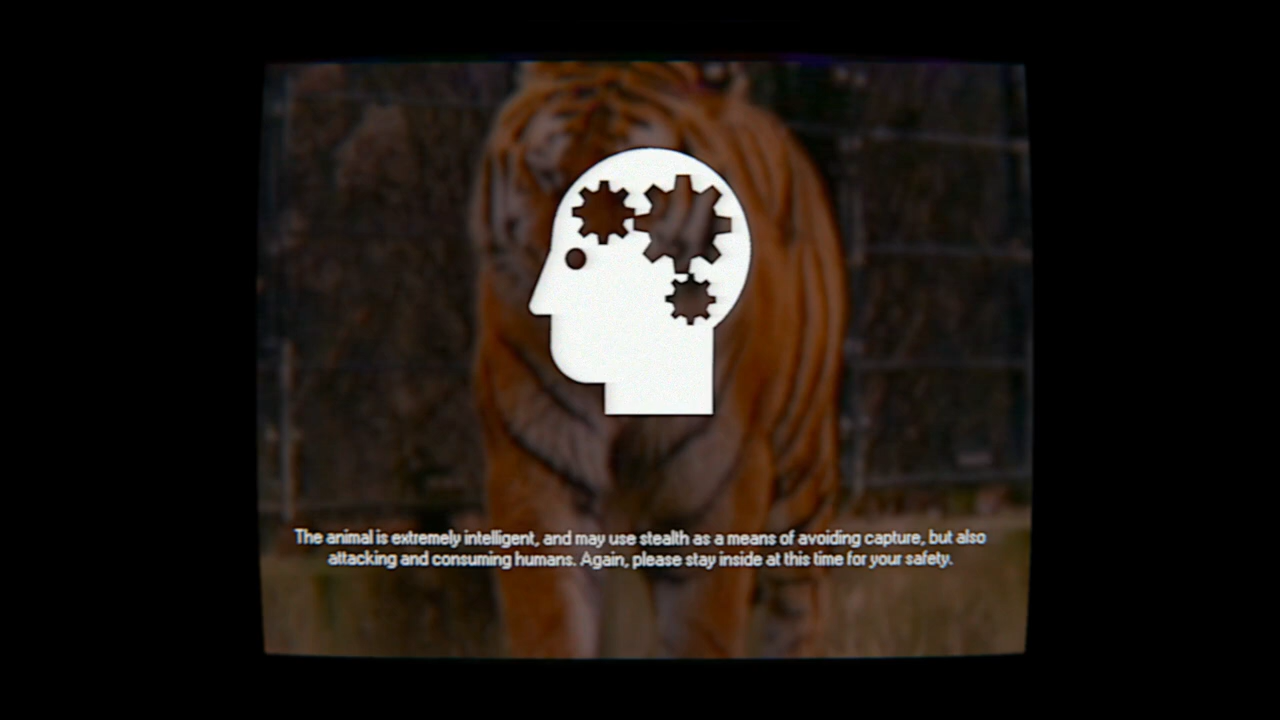 The animal is extremely intelligent, and may use stealth as a means of avoiding capture, but also
attacking and consuming humans. Again, please stay inside at this time for your safety.